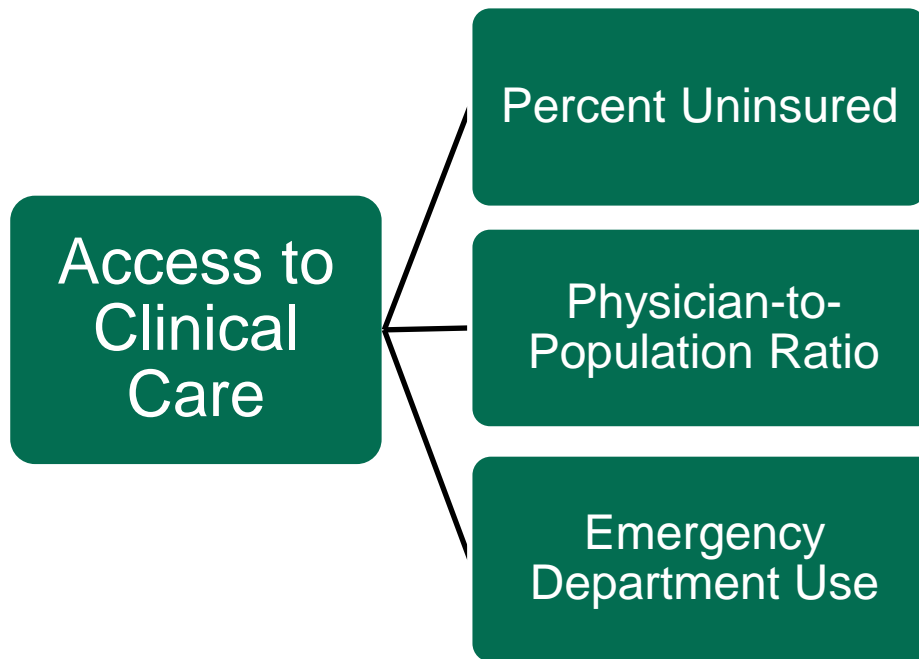 Access to
Clinical
Care
Percent Uninsured
Physician-to-
Population Ratio
Emergency
Department Use